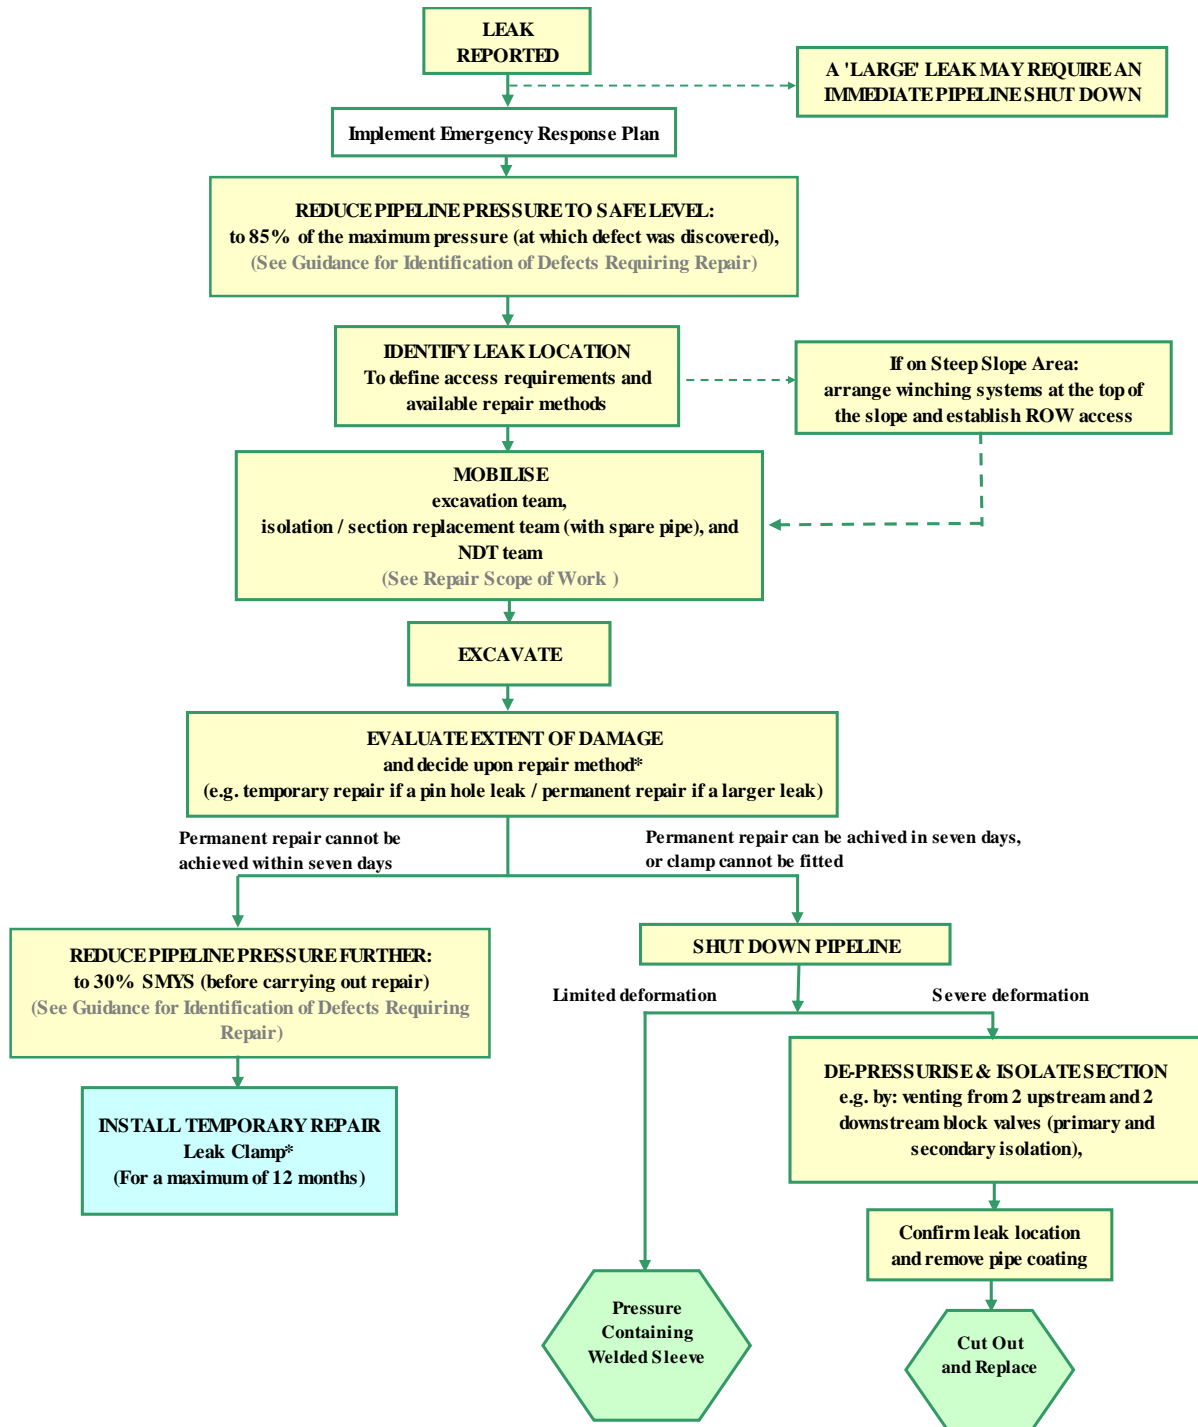 LEAK
REPORTED
A 'LARGE' LEAK MAY REQUIRE AN
IMMEDIATE PIPELINE SHUT DOWN
Implement Emergency Response Plan
REDUCE PIPELINE PRESSURE TO SAFE LEVEL:
to 85% of the maximum pressure (at which defect was discovered),
(See Guidance for Identification of Defects Requiring Repair)
IDENTIFY LEAK LOCATION
To define access requirements and
available repair methods
If on Steep Slope Area:
arrange winching systems at the top of
the slope and establish ROW access
MOBILISE
excavation team,
isolation / section replacement team (with spare pipe), and
NDT team
(See Repair Scope of Work )
EXCAVATE
EVALUATE EXTENT OF DAMAGE
and decide upon repair method*
(e.g. temporary repair if a pin hole leak / permanent repair if a larger leak)
Permanent repair cannot be
achieved within seven days
Permanent repair can be achived in seven days,
or clamp cannot be fitted
REDUCE PIPELINE PRESSURE FURTHER:
to 30% SMYS (before carrying out repair)
(See Guidance for Identification of Defects Requiring
Repair)
SHUT DOWN PIPELINE
Limited deformation
Severe deformation
INSTALL TEMPORARY REPAIR
Leak Clamp*
(For a maximum of 12 months)
DE-PRESSURISE & ISOLATE SECTION
e.g. by: venting from 2 upstream and 2
downstream block valves (primary and
secondary isolation),
Confirm leak location
and remove pipe coating
Pressure
Containing
Welded Sleeve
Cut Out
and Replace